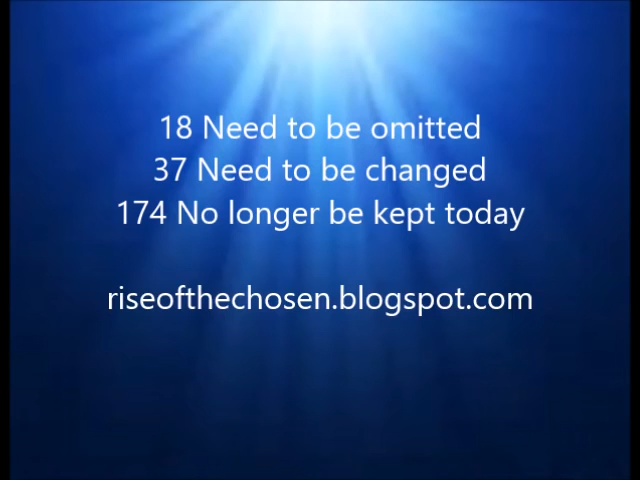 18 Need to be omitted
37 Need to be changed
174 No longer be kept today
riseofthechosen.blogspot.com